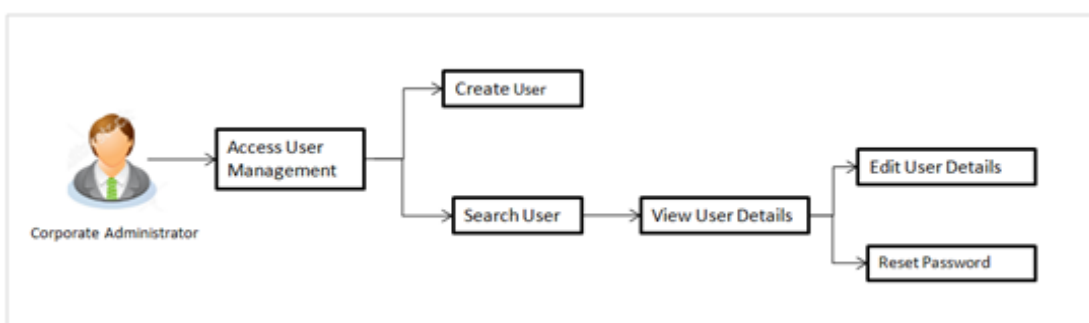 Corporate Administrator
Access User
Management
Create User
Search User
View User Details
Edit User Details
Reset Password